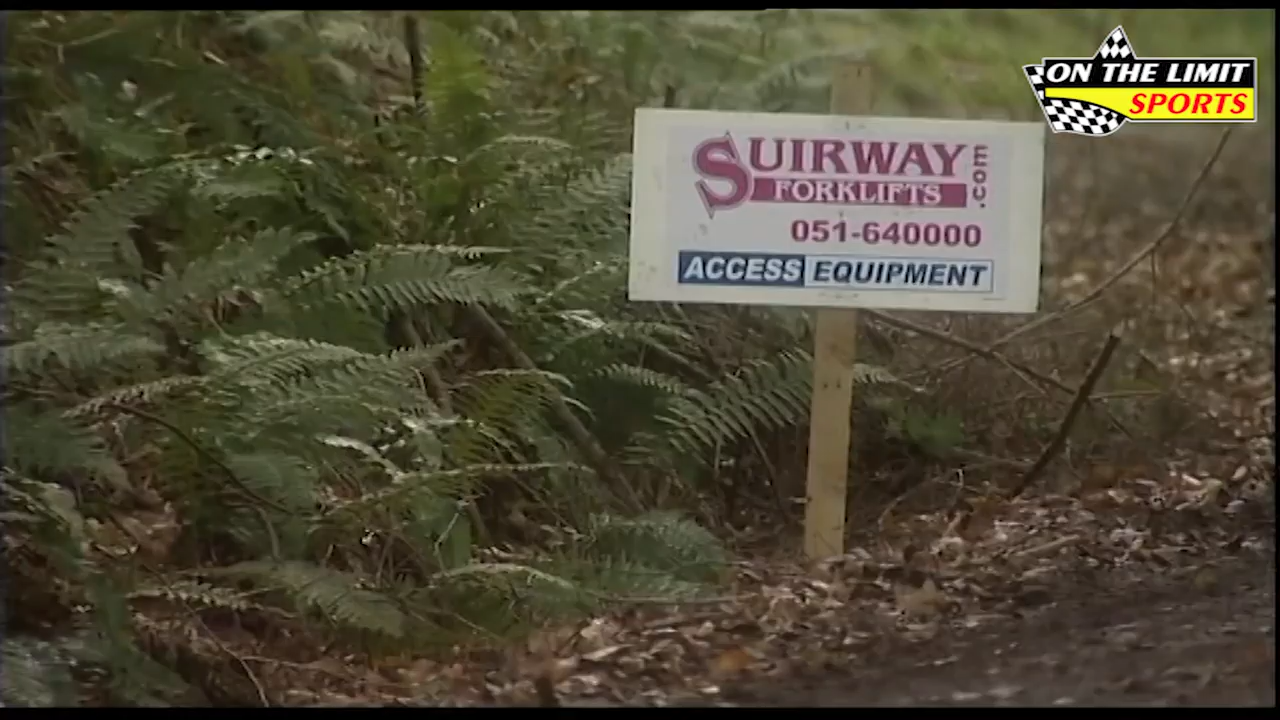 ON THE LIMIT
SPORTS
SUIRWAY.com
FORKLIFTS
051-640000
ACCESS EQUIPMENT